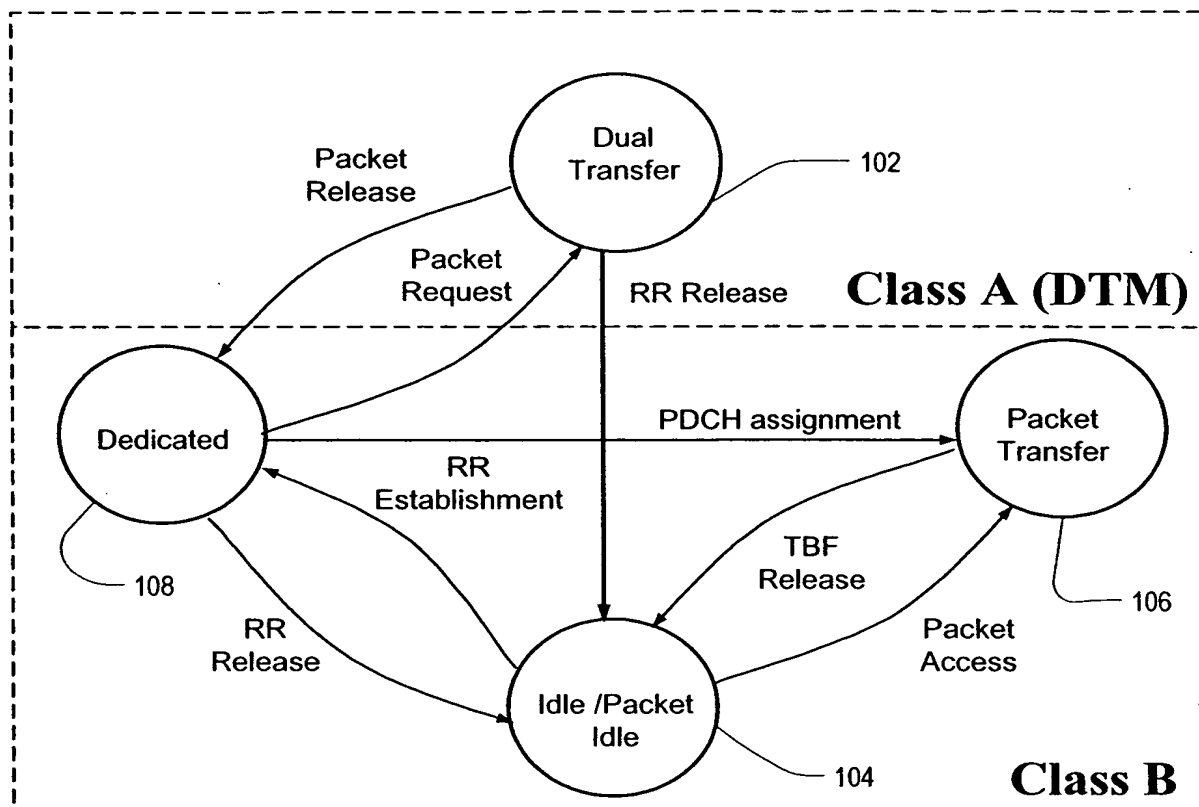 Dual
Transfer
102
Packet
Release
Packet
Request
RR Release
Class A (DTM)
Dedicated
PDCH assignment
Packet
Transfer
RR
Establishment
108
TBF
Release
106
RR
Release
Packet
Access
Idle /Packet
Idle
104
Class B